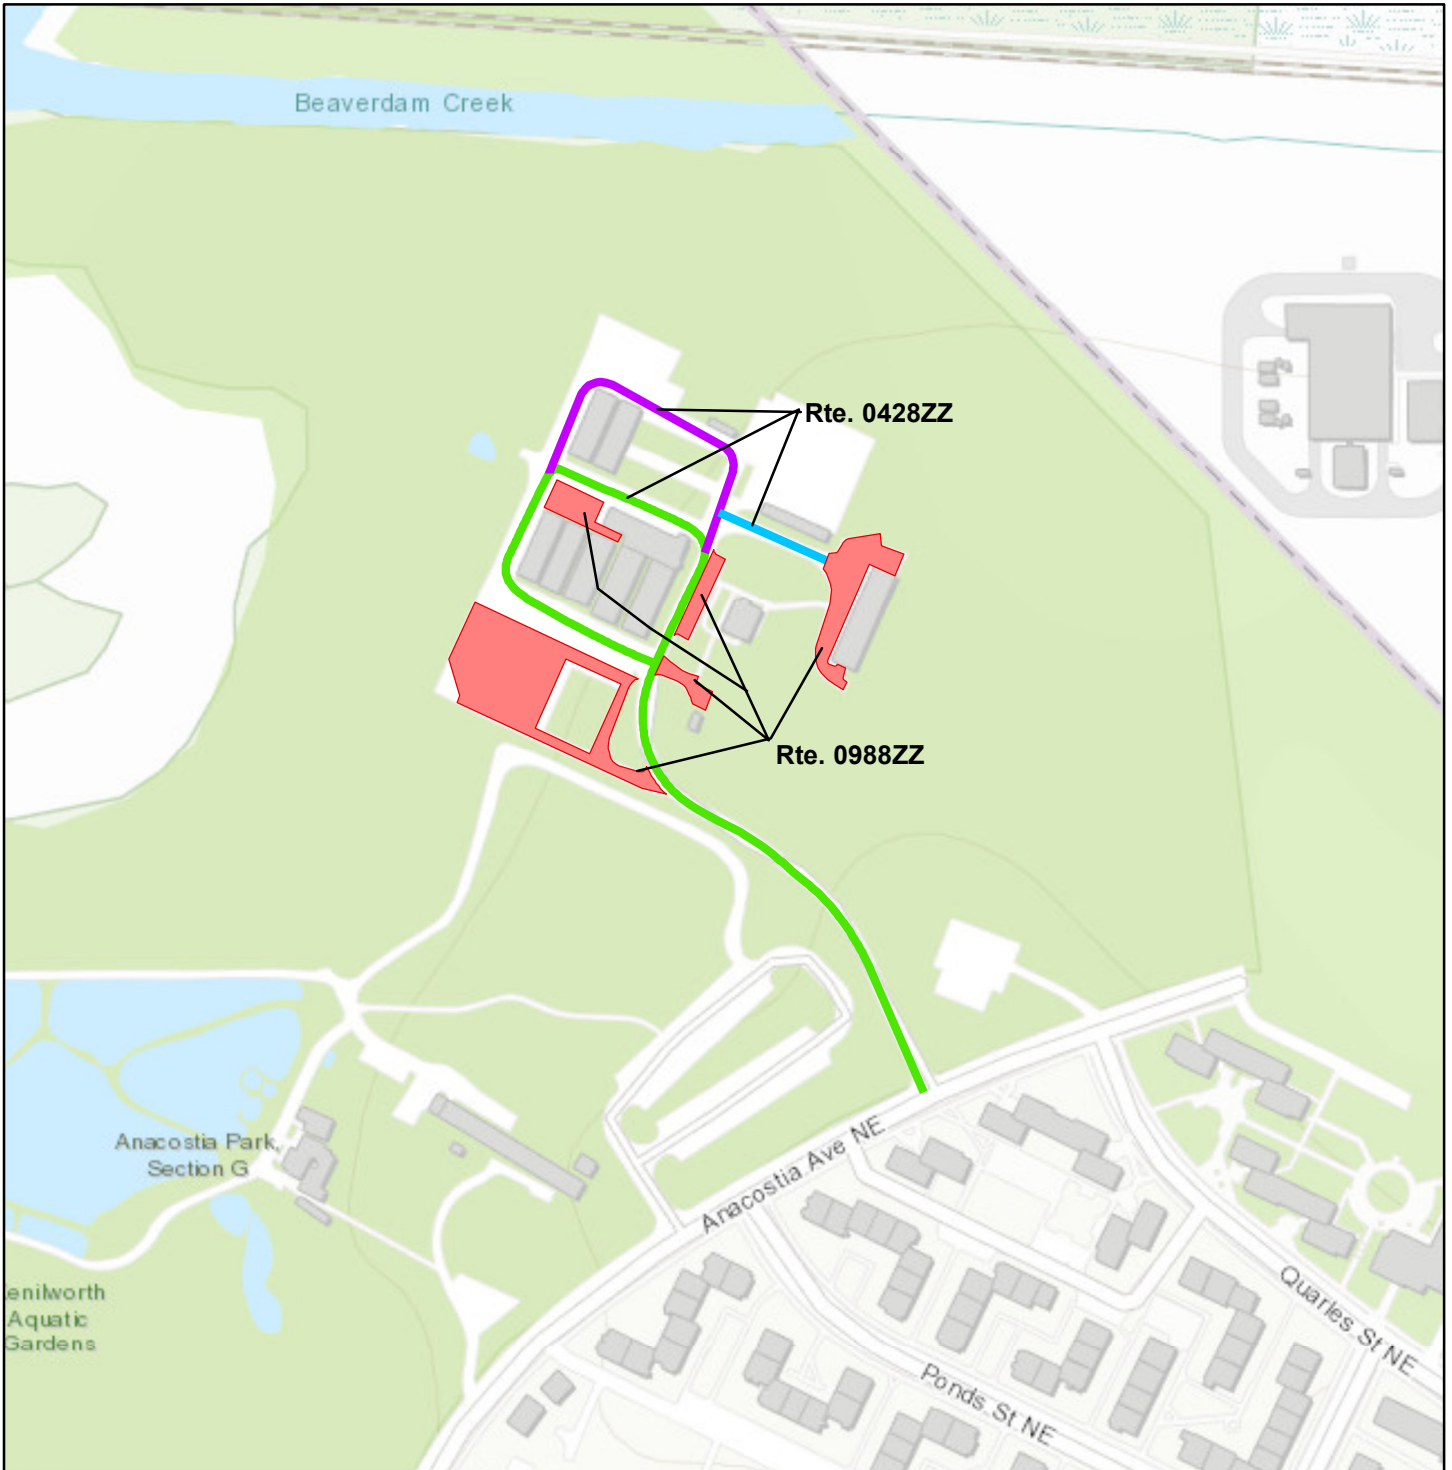 Beaverdam Creek
Rte. 0428ZZ
Rte. 0988ZZ
Anacostia Park,
Section G
Anacostia Ave NE
enilworth
Aquatic
Gardens
Quarles St NE
Ponds St NE